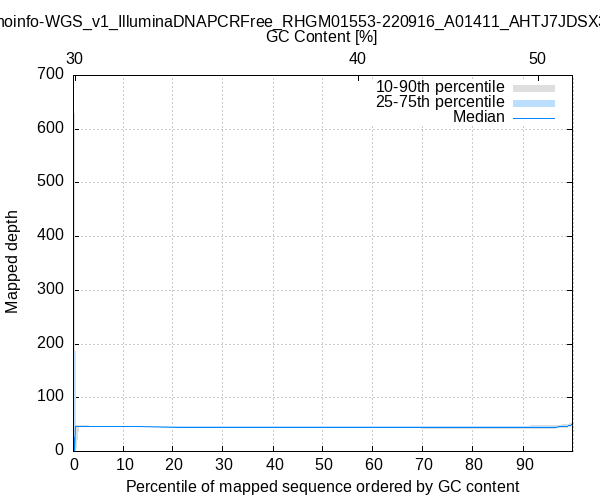 noinfo-WGS_v1_IlluminaDNAPCRFree_RHGM01553-220916_A01411_AHTJ7JDSX3
GC Content [%]
30 40 50
700
10-90th percentile
25-75th percentile
Median
600
500
400
300
200
100
0
Mapped depth
0 10 20 30 40 50 60 70 80 90
Percentile of mapped sequence ordered by GC content